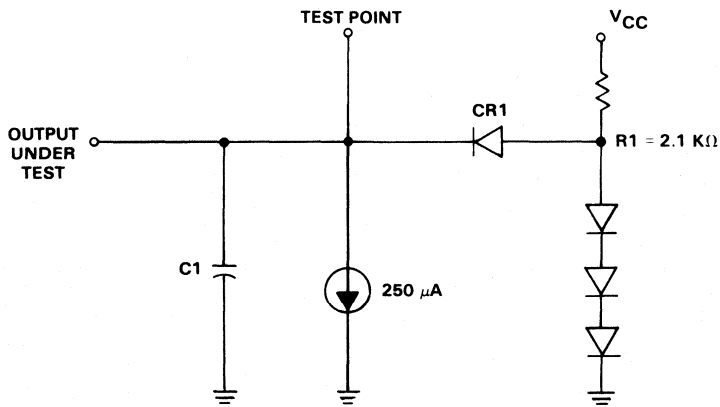 TEST POINT
VCC
CR1
OUTPUT
UNDER
TEST
R1 = 2.1 KΩ
C1
250 μA